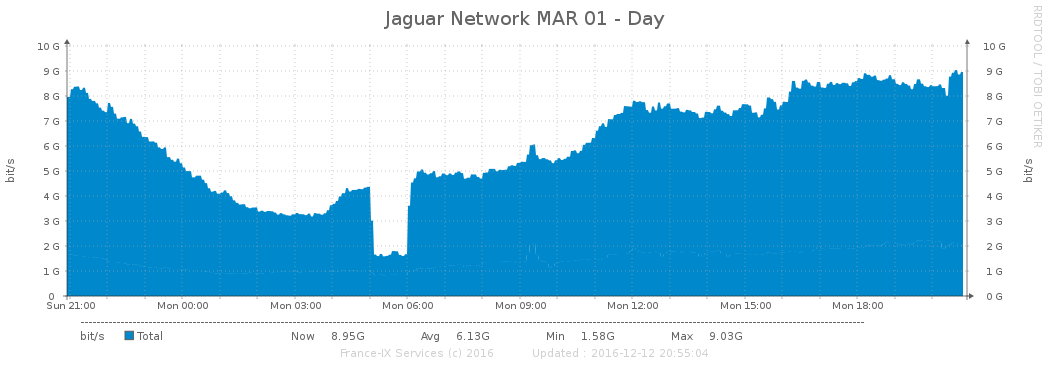 Jaguar Network MAR 01 - Day
RRDTOOL / TOBI OETIKER
10 G 10 G
9 G 9 G
8 G 8 G
7 G 7 G
6 G 6 G
5 G 5 G
4 G 4 G
3 G 3 G
2 G 2 G
1 G 1 G
0 0 G
bit/s
bit/s
Sun 21:00 Mon 00:00 Mon 03:00 Mon 06:00 Mon 09:00 Mon 12:00 Mon 15:00 Mon 18:00
bit/s Total Now 8.95G Avg 6.13G Min 1.58G Max 9.03G
France-IX Services (c) 2016 Updated : 2016-12-12 20:55:04